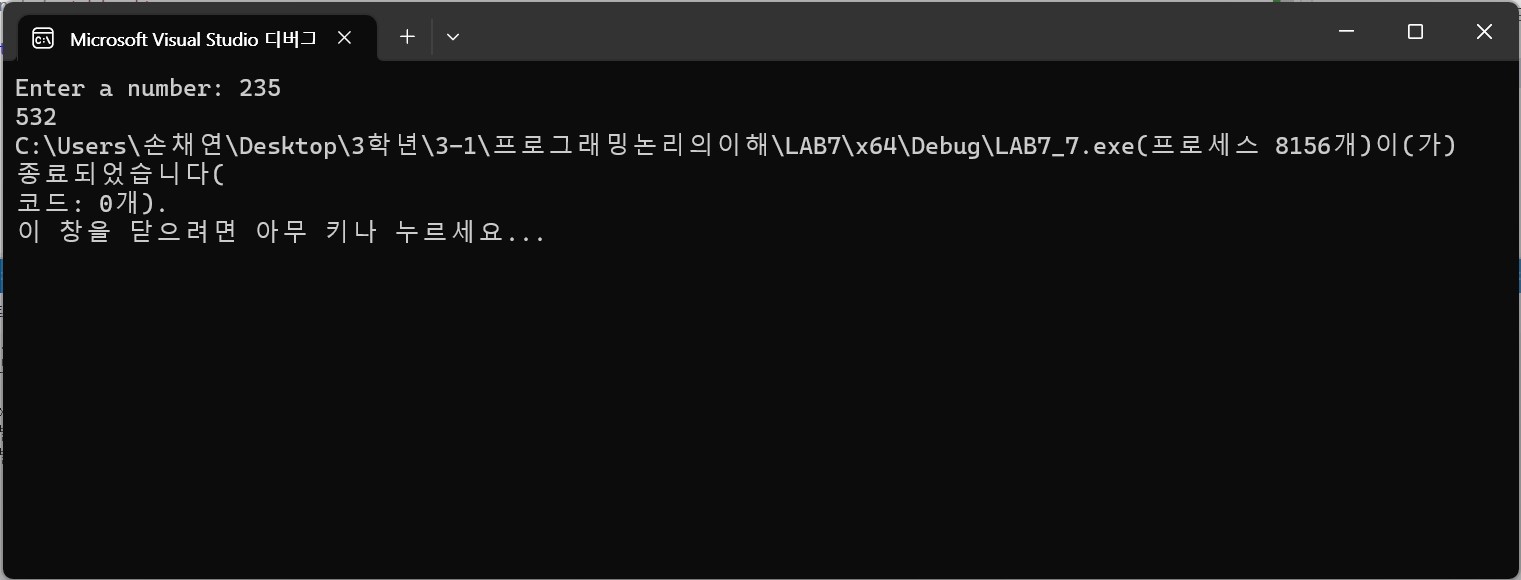 Microsoft Visual Studio 디버그
Enter a number: 235
532
C:\Users\손채연\Desktop\3학년\3-1\프로그래밍논리의이해\LAB7\x64\Debug\LAB7_7.exe(프로세스 8156개)이(가)
종료되었습니다(
코드: 0개).
이 창을 닫으려면 아무 키나 누르세요...